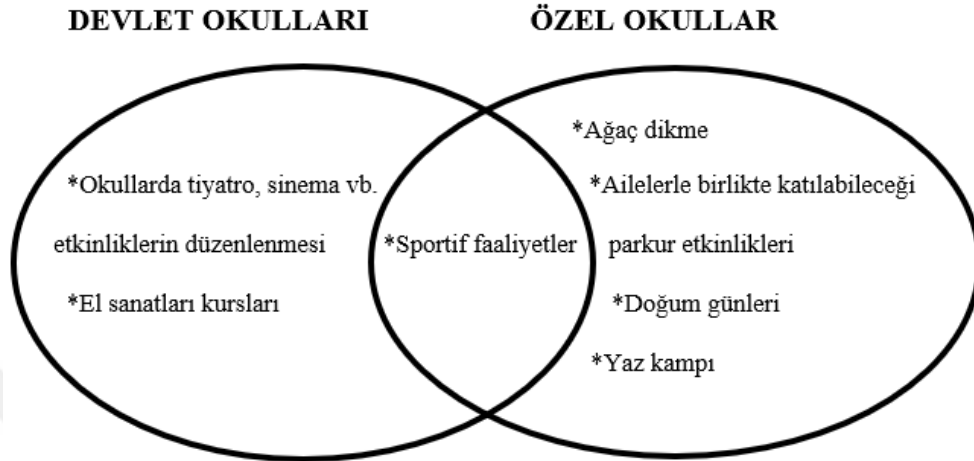 DEVLET OKULLARI
ÖZEL OKULLAR
*Okullarda tiyatro, sinema vb.
etkinliklerin düzenlenmesi
*El sanatları kursları
*Sportif faaliyetler
*Ağaç dikme
*Ailelerle birlikte katılabileceği
parkur etkinlikleri
*Doğum günleri
*Yaz kampı